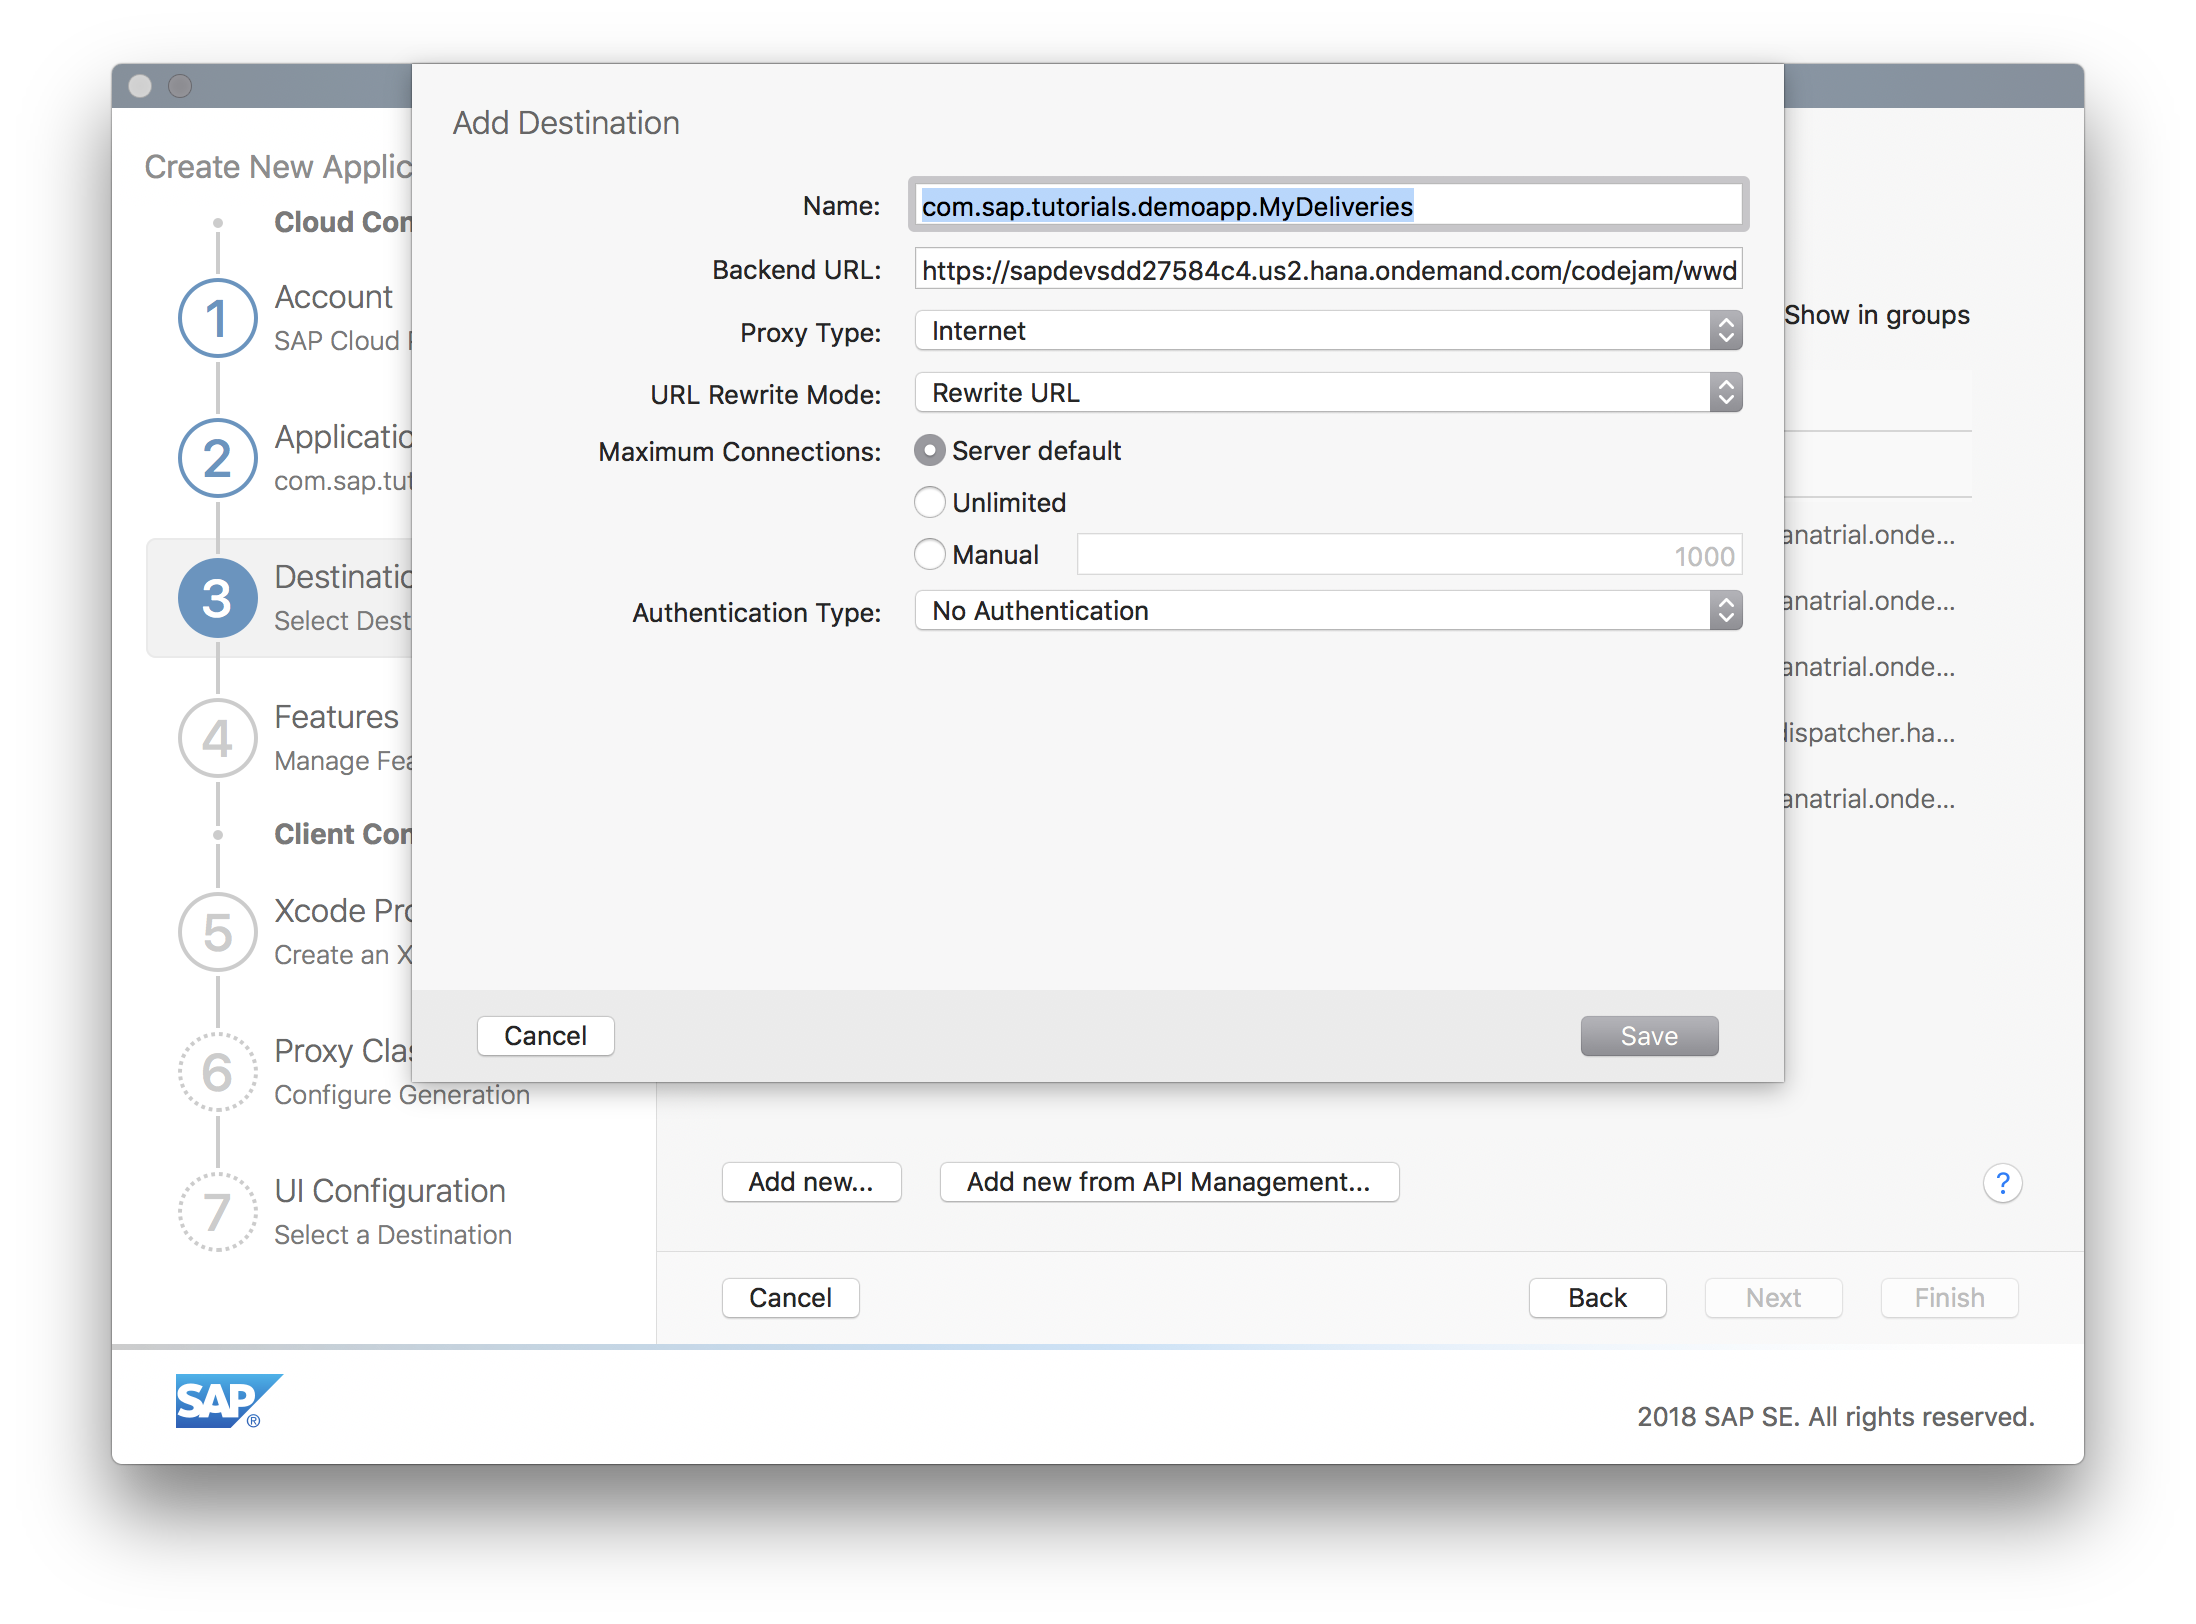 Add Destination
Name: com.sap.tutorials.demoapp.MyDeliveries
Backend URL: https://sapdevsdd27584c4.us2.hana.ondemand.com/codejam/wwd
Proxy Type: Internet
URL Rewrite Mode: Rewrite URL
Maximum Connections: Server default
Unlimited
Manual 1000
Authentication Type: No Authentication
Cancel Save
Create New Applic
Cloud Con
1 Account
SAP Cloud
2 Applicatio
com.sap.tut
3 Destinatio
Select Dest
4 Features
Manage Fea
Client Con
5 Xcode Pro
Create an X
6 Proxy Clas
Configure Generation
7 UI Configuration
Select a Destination
Show in groups
anatrial.onde...
anatrial.onde...
anatrial.onde...
dispatcher.ha...
anatrial.onde...
Add new... Add new from API Management... ?
Cancel Back Next Finish
SAP ®
2018 SAP SE. All rights reserved.